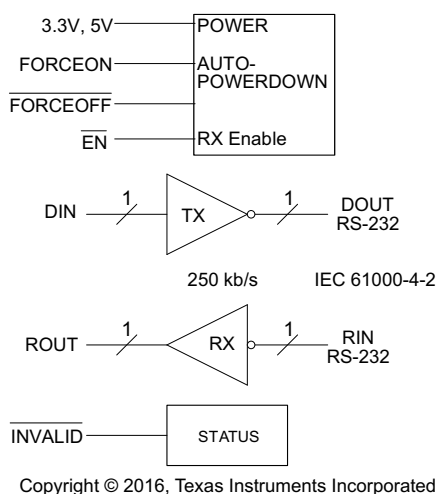 3.3V, 5V POWER
FORCEON AUTO-
POWERDOWN
FORCEOFF
EN RX Enable
DIN 1 TX 1 DOUT
RS-232
250 kb/s IEC 61000-4-2
ROUT 1 RX 1 RIN
RS-232
INVALID STATUS
Copyright © 2016, Texas Instruments Incorporated